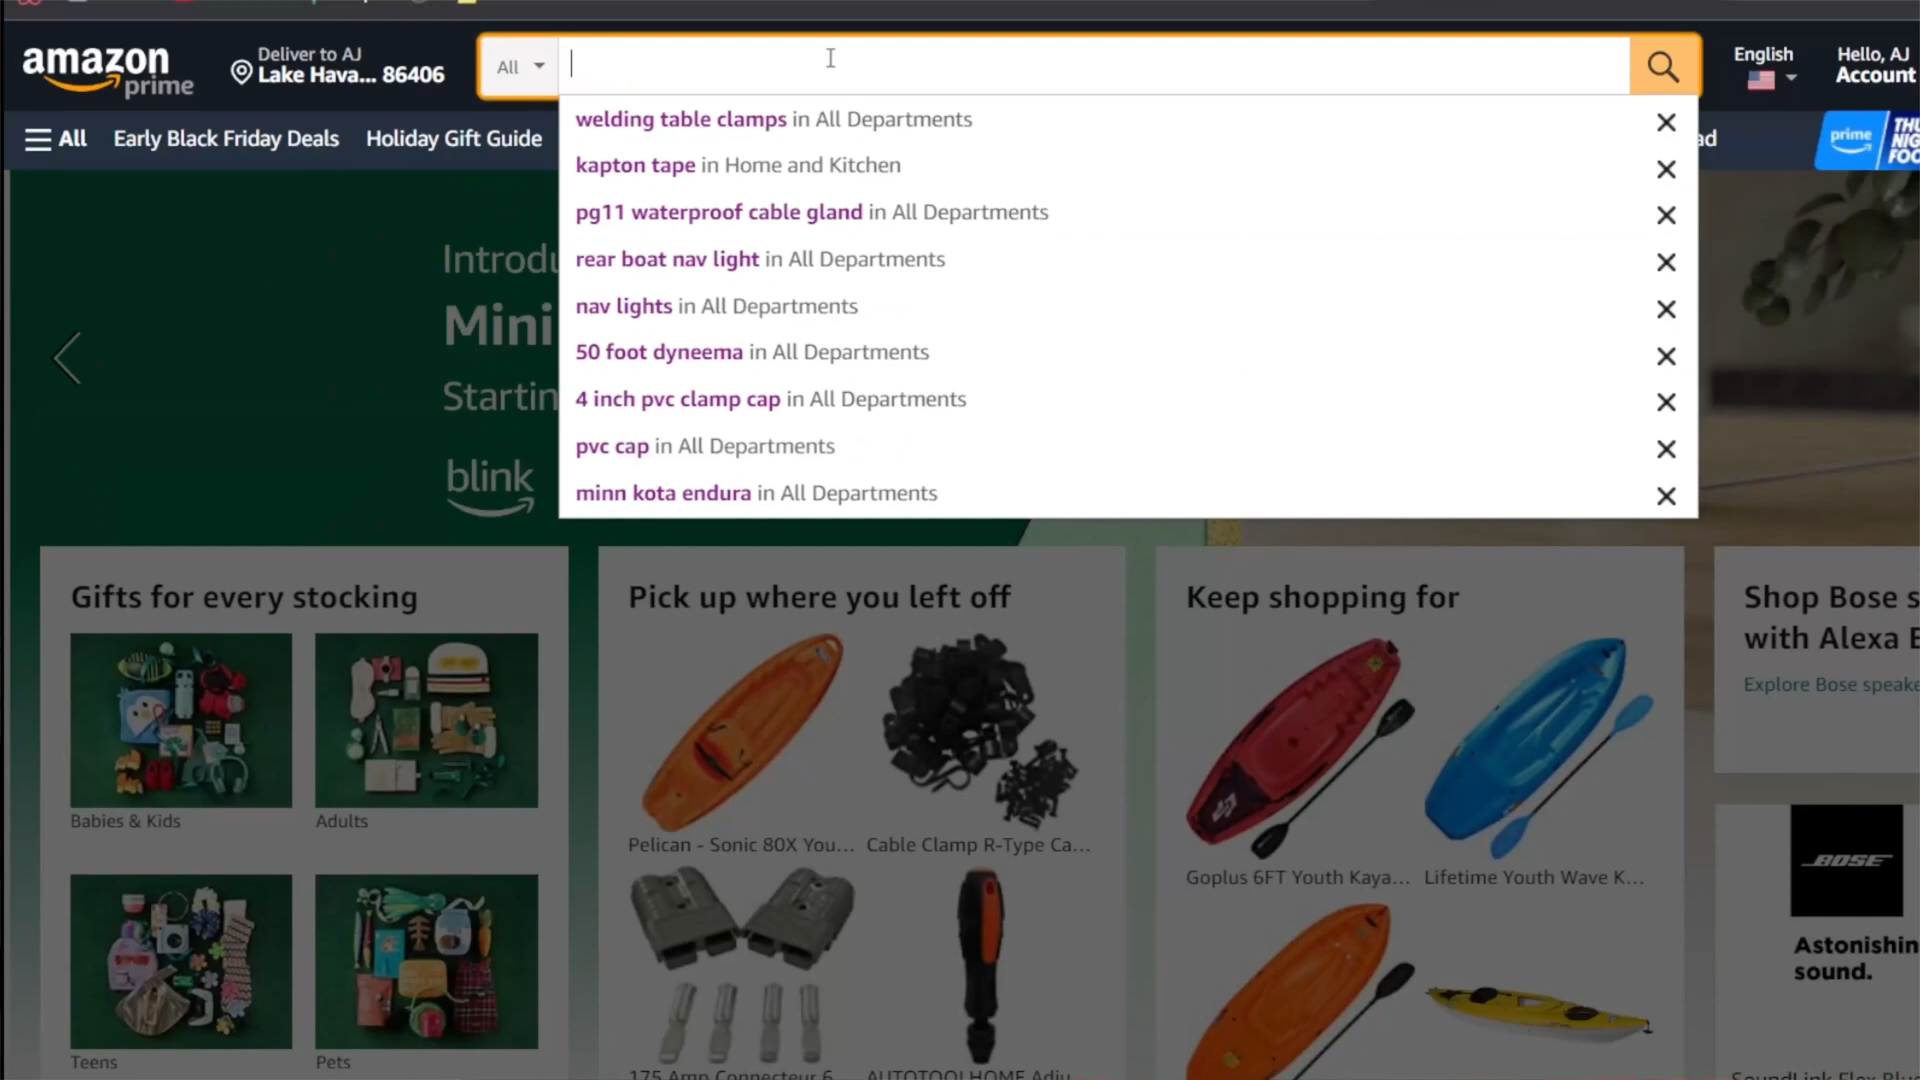 amazon
prime
Deliver to AJ
Lake Hava... 86406
All
English
Hello, AJ
Account
All
Early Black Friday Deals
Holiday Gift Guide
prime
welding table clamps in All Departments
kapton tape in Home and Kitchen
pg11 waterproof cable gland in All Departments
rear boat nav light in All Departments
nav lights in All Departments
50 foot dyneema in All Departments
4 inch pvc clamp cap in All Departments
pvc cap in All Departments
minn kota endura in All Departments
Mini
blink
Gifts for every stocking
Babies & Kids
Adults
Teens
Pets
Pick up where you left off
Pelican - Sonic 80X You...
Cable Clamp R-Type Ca...
175 Amp Connecteur 6
AUTOTOOLHOME Adju
Keep shopping for
Goplus 6FT Youth Kaya...
Lifetime Youth Wave K...
Shop Bose s
with Alexa E
Explore Bose speake
BOSE
Astonishin
sound.